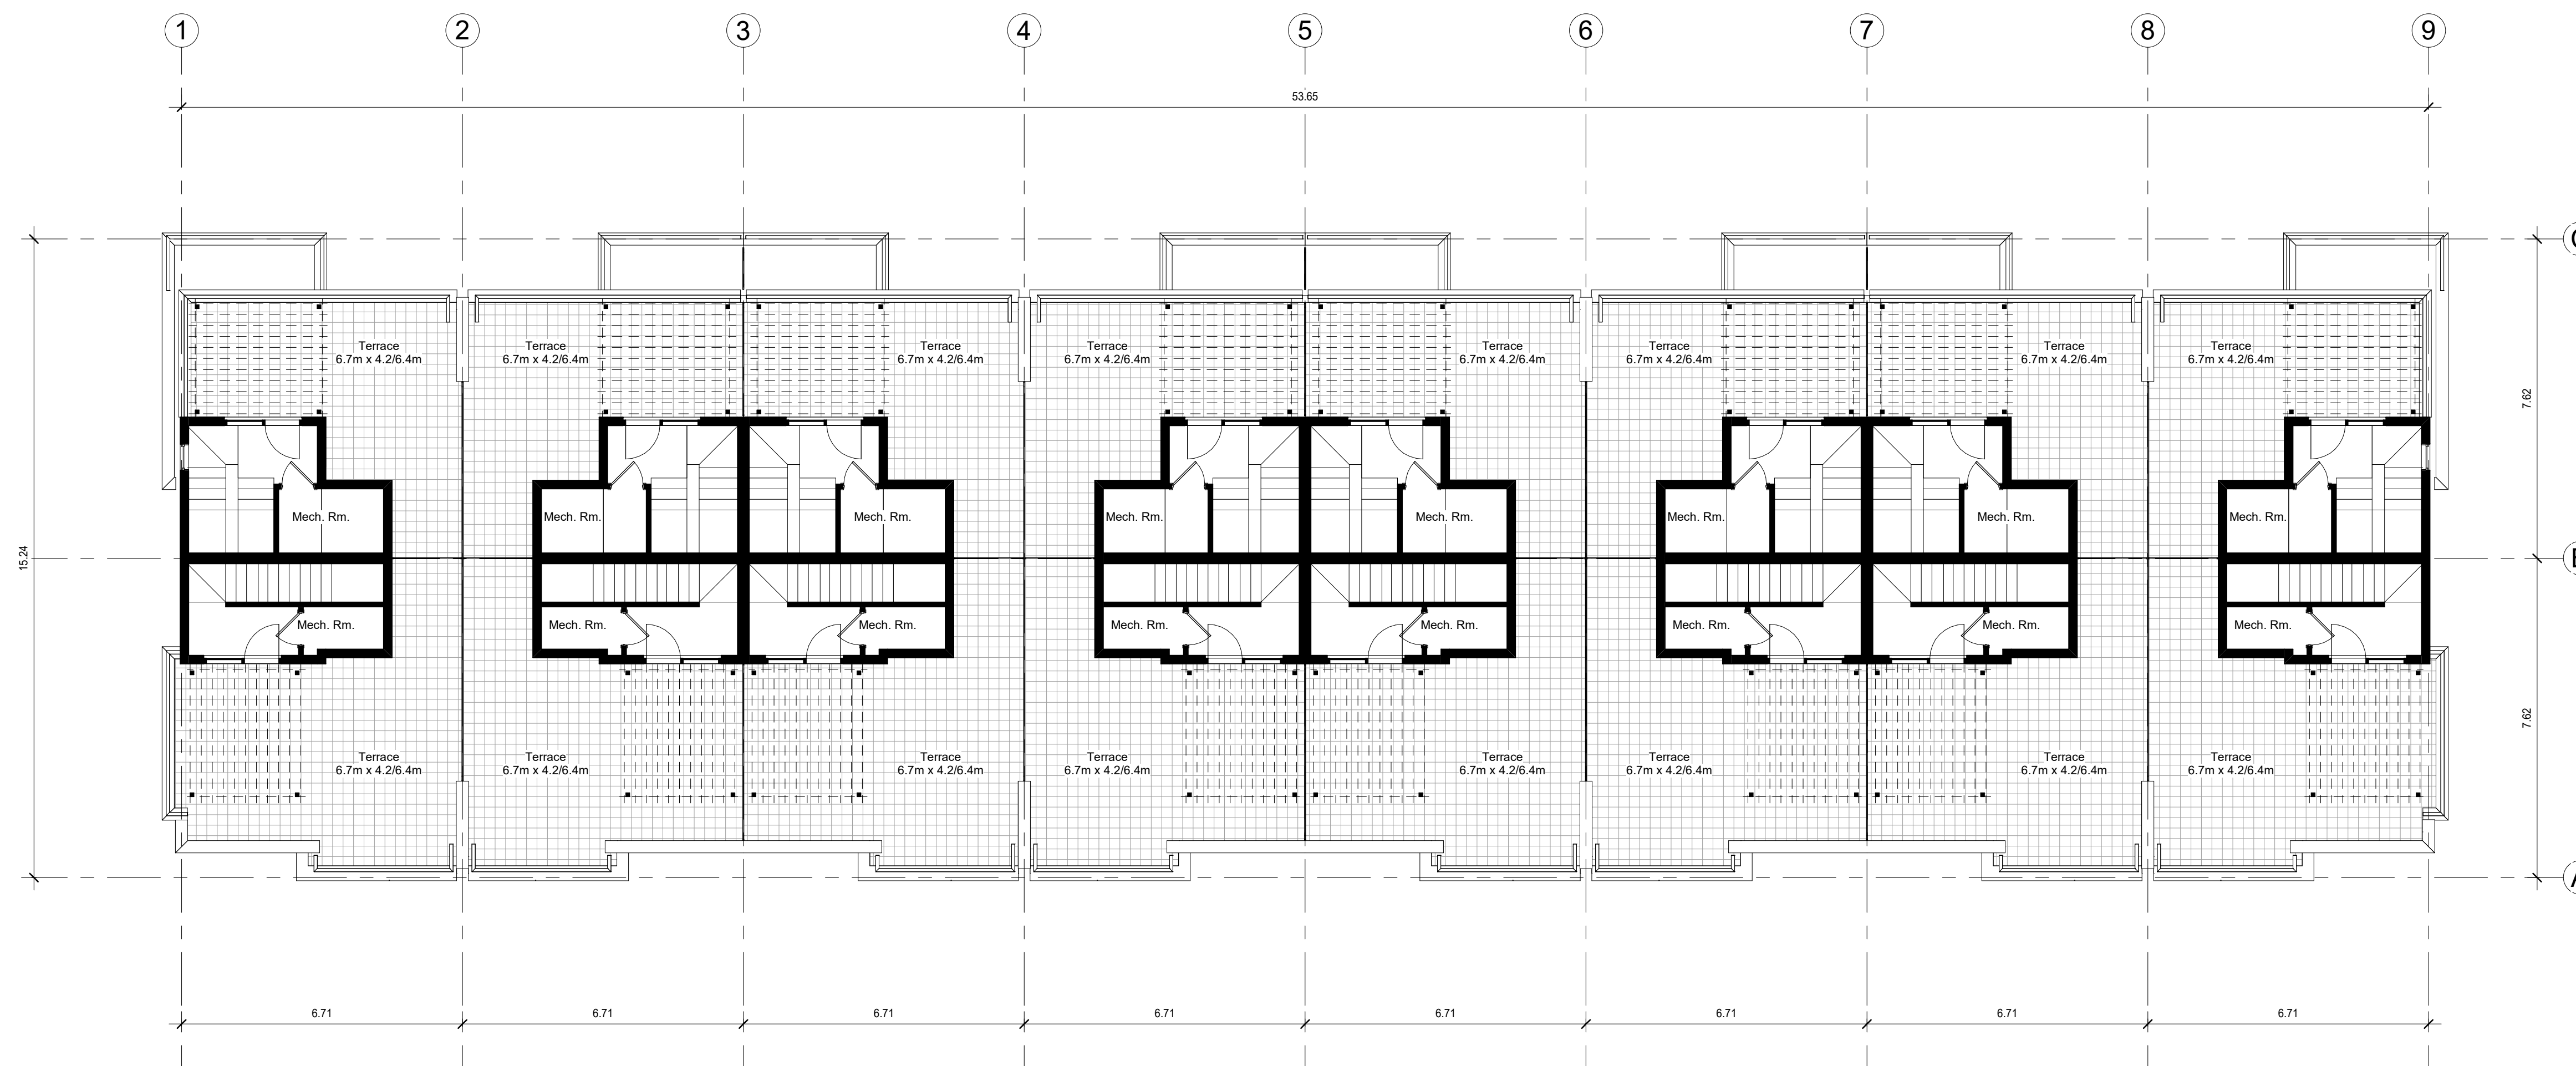 1 2 3 4 5 6 7 8 9
53.65
C
Terrace Terrace Terrace Terrace Terrace Terrace Terrace Terrace
6.7m x 4.2/6.4m 6.7m x 4.2/6.4m 6.7m x 4.2/6.4m 6.7m x 4.2/6.4m 6.7m x 4.2/6.4m 6.7m x 4.2/6.4m 6.7m x 4.2/6.4m 6.7m x 4.2/6.4m
7.62
Mech. Rm. Mech. Rm. Mech. Rm. Mech. Rm. Mech. Rm. Mech. Rm. Mech. Rm. Mech. Rm.
15.24
B
Mech. Rm. Mech. Rm. Mech. Rm. Mech. Rm. Mech. Rm. Mech. Rm. Mech. Rm. Mech. Rm.
7.62
Terrace Terrace Terrace Terrace Terrace Terrace Terrace Terrace
6.7m x 4.2/6.4m 6.7m x 4.2/6.4m 6.7m x 4.2/6.4m 6.7m x 4.2/6.4m 6.7m x 4.2/6.4m 6.7m x 4.2/6.4m 6.7m x 4.2/6.4m 6.7m x 4.2/6.4m
A
6.71 6.71 6.71 6.71 6.71 6.71 6.71 6.71